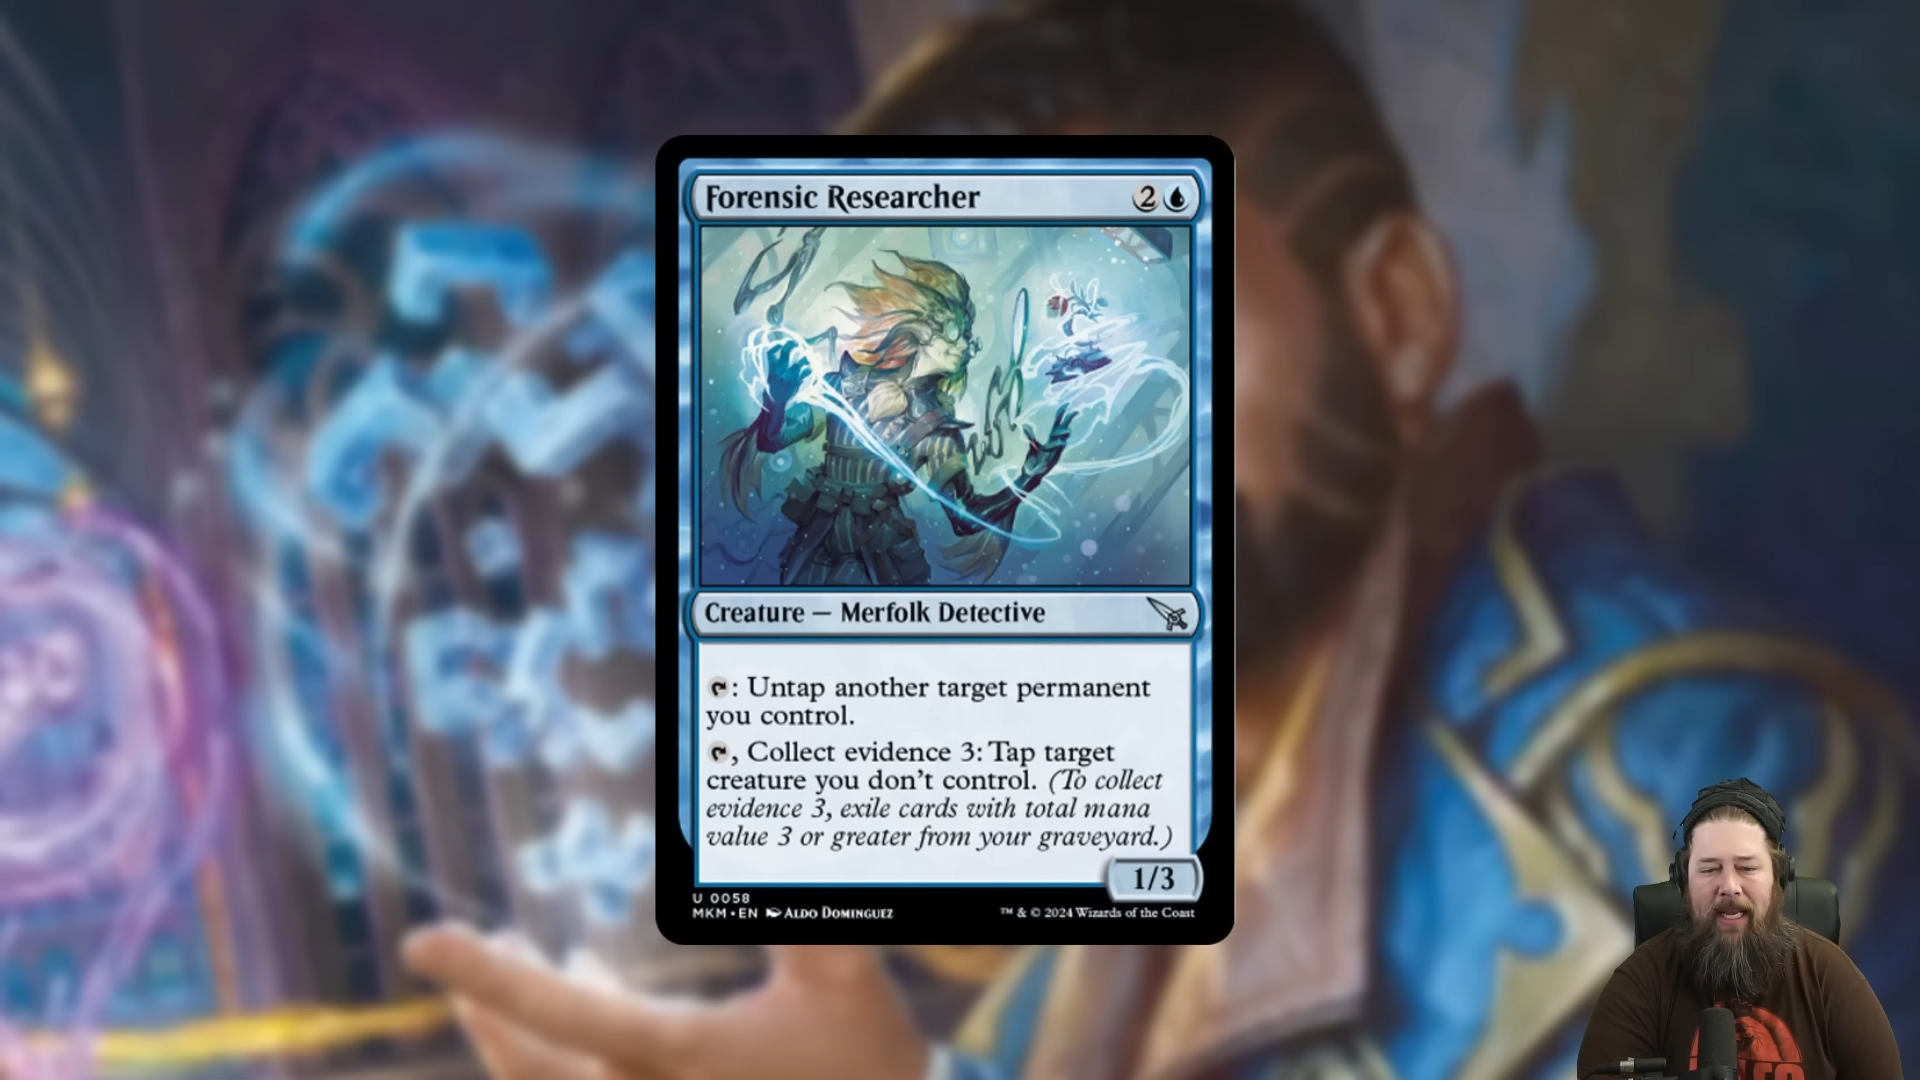 Forensic Researcher 2
Creature — Merfolk Detective
: Untap another target permanent
you control.
, Collect evidence 3: Tap target
creature you don't control. (To collect
evidence 3, exile cards with total mana
value 3 or greater from your graveyard.)
1/3
U 0058
MKM • EN Aldo Dominguez
™ & © 2024 Wizards of the Coast